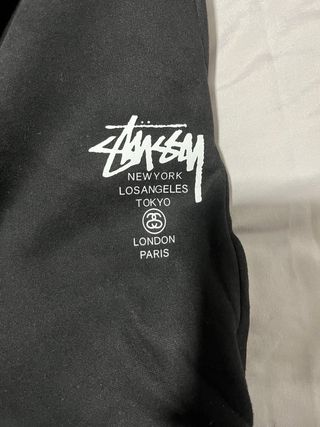 STÜSSY
NEWYORK
LOSANGELES
TOKYO
LONDON
PARIS